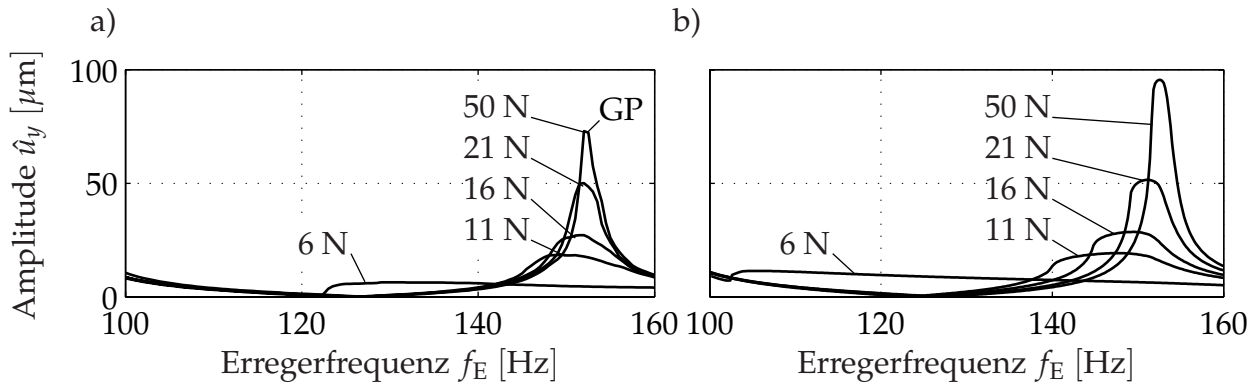 a)
b)
Amplitude û_y [µm]
100
50
0
50 N
GP
21 N
16 N
11 N
6 N
100 120 140 160
Erregerfrequenz f_E [Hz]
50 N
21 N
16 N
11 N
6 N
100 120 140 160
Erregerfrequenz f_E [Hz]